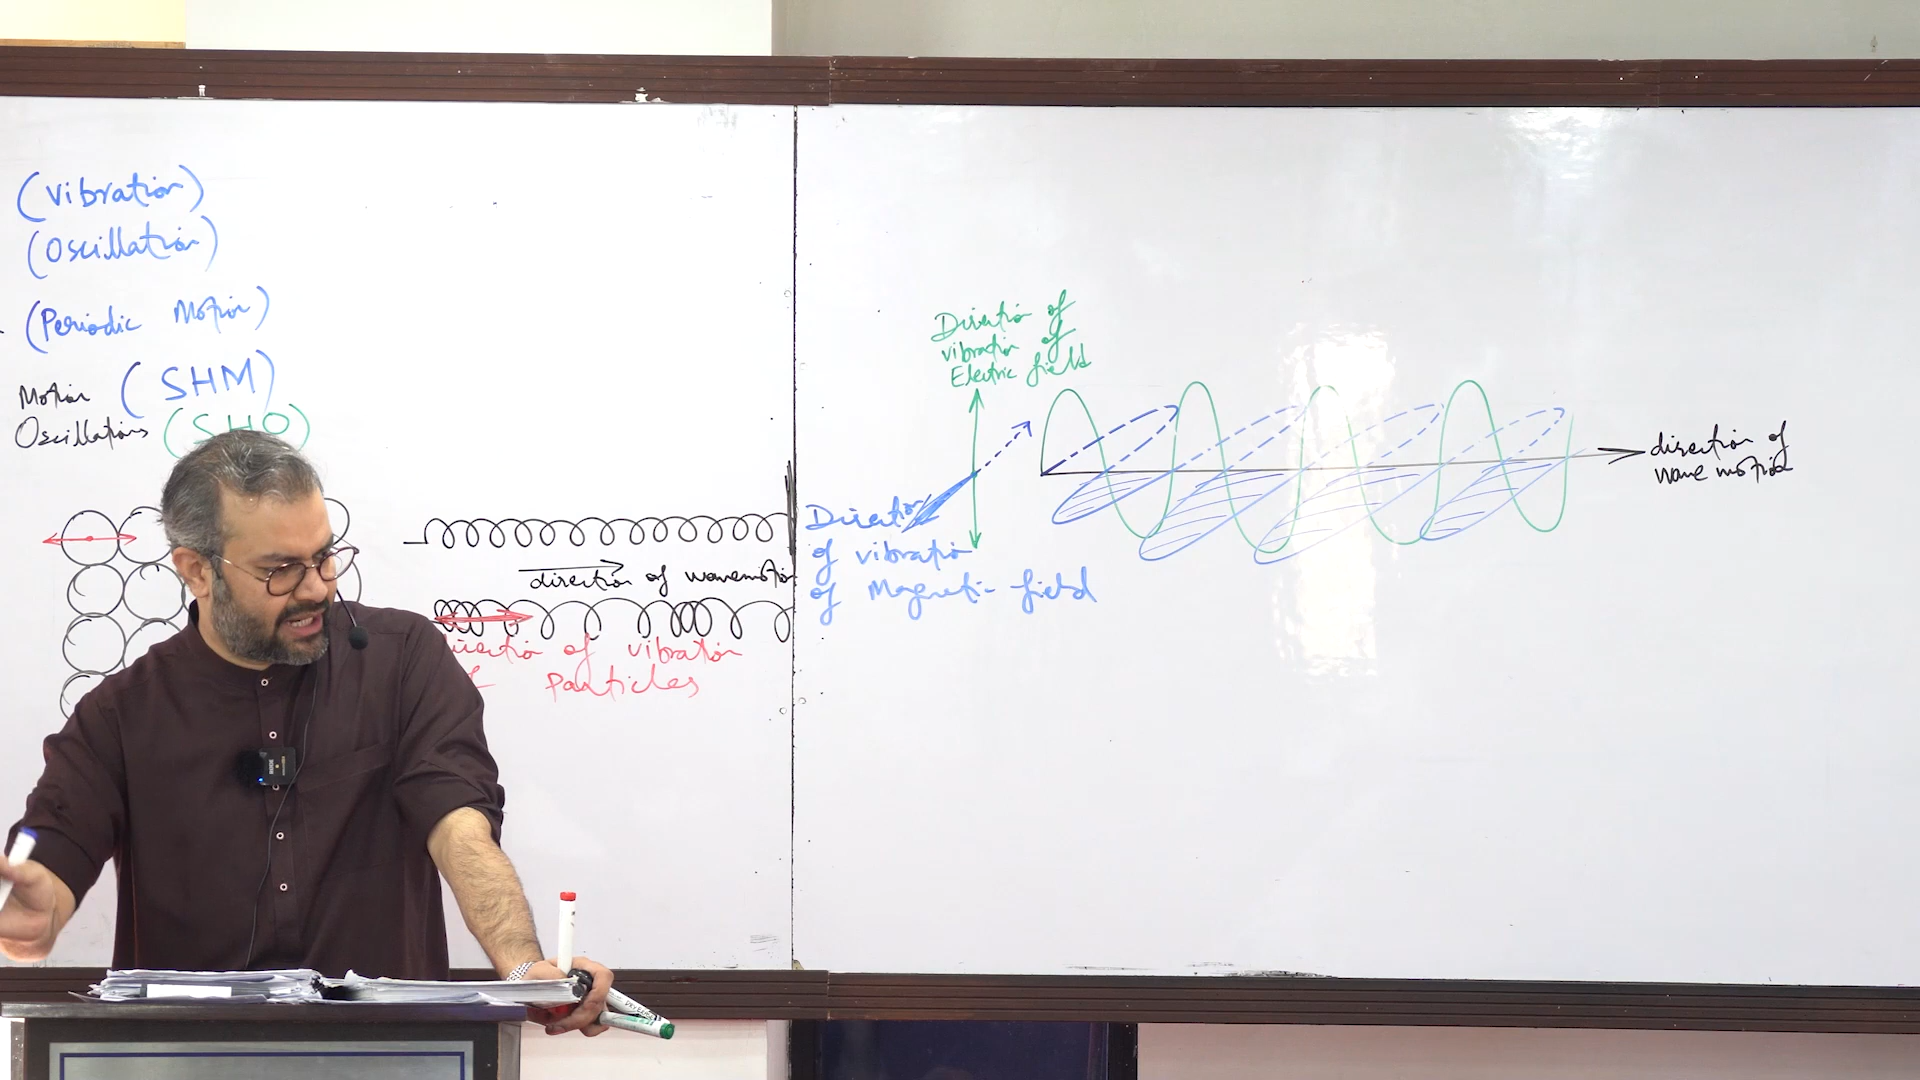 (Vibration)
(Oscillation)
(Periodic Motion)
Motion (SHM)
Oscillations (SHO)
direction of wavemotion
of vibration
Particles
Direction of
vibration of
Electric field
Direction
of vibration
of Magnetic field
direction of
wave motion